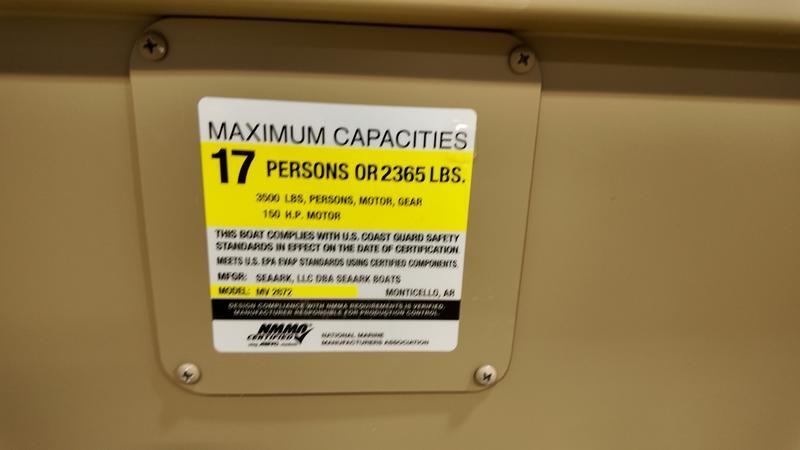 MAXIMUM CAPACITIES
17 PERSONS OR 2365 LBS.
3500 LBS, PERSONS, MOTOR, GEAR
150 H.P. MOTOR
THIS BOAT COMPLIES WITH U.S. COAST GUARD SAFETY
STANDARDS IN EFFECT ON THE DATE OF CERTIFICATION.
MEETS U.S. EPA EVAP STANDARDS USING CERTIFIED COMPONENTS.
MFGR: SEAARK, LLC DBA SEAARK BOATS
MODEL: MV 2672 MONTICELLO, AR
DESIGN COMPLIANCE WITH NMMA REQUIREMENTS IS VERIFIED.
MANUFACTURER RESPONSIBLE FOR PRODUCTION CONTROL.
NMMA
CERTIFIED
NATIONAL MARINE
MANUFACTURERS ASSOCIATION